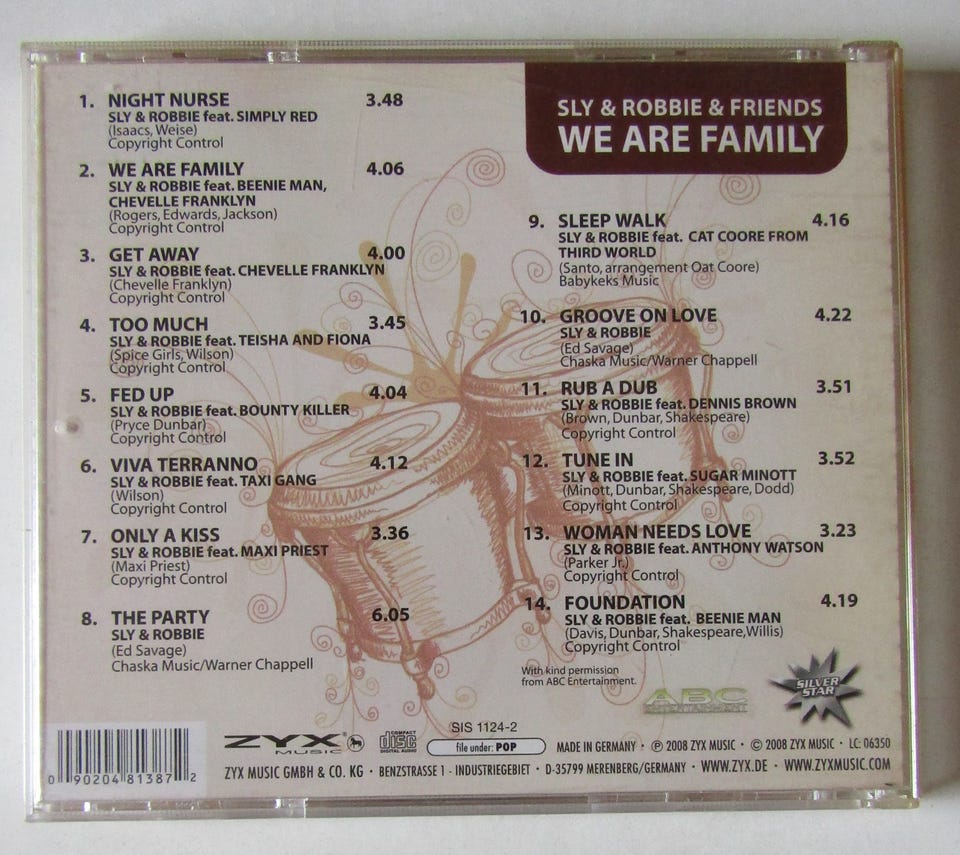 SLY & ROBBIE & FRIENDS
WE ARE FAMILY
1. NIGHT NURSE 3.48
SLY & ROBBIE feat. SIMPLY RED
(Isaacs, Weise)
Copyright Control
2. WE ARE FAMILY 4.06
SLY & ROBBIE feat. BEENIE MAN,
CHEVELLE FRANKLYN
(Rogers, Edwards, Jackson)
Copyright Control
3. GET AWAY 4.00
SLY & ROBBIE feat. CHEVELLE FRANKLYN
(Chevelle Franklyn)
Copyright Control
4. TOO MUCH 3.45
SLY & ROBBIE feat. TEISHA AND FIONA
(Spice Girls, Wilson)
Copyright Control
5. FED UP 4.04
SLY & ROBBIE feat. BOUNTY KILLER
(Pryce Dunbar)
Copyright Control
6. VIVA TERRANNO 4.12
SLY & ROBBIE feat. TAXI GANG
(Wilson)
Copyright Control
7. ONLY A KISS 3.36
SLY & ROBBIE feat. MAXI PRIEST
(Maxi Priest)
Copyright Control
8. THE PARTY 6.05
SLY & ROBBIE
(Ed Savage)
Chaska Music/Warner Chappell
9. SLEEP WALK 4.16
SLY & ROBBIE feat. CAT COORE FROM
THIRD WORLD
(Santo, arrangement Oat Coore)
Babykeks Music
10. GROOVE ON LOVE 4.22
SLY & ROBBIE
(Ed Savage)
Chaska Music/Warner Chappell
11. RUB A DUB 3.51
SLY & ROBBIE feat. DENNIS BROWN
(Brown, Dunbar, Shakespeare)
Copyright Control
12. TUNE IN 3.52
SLY & ROBBIE feat. SUGAR MINOTT
(Minott, Dunbar, Shakespeare, Dodd)
Copyright Control
13. WOMAN NEEDS LOVE 3.23
SLY & ROBBIE feat. ANTHONY WATSON
(Parker Jr.)
Copyright Control
14. FOUNDATION 4.19
SLY & ROBBIE feat. BEENIE MAN
(Davis, Dunbar, Shakespeare, Willis)
Copyright Control
With kind permission
from ABC Entertainment.
ABC
ENTERTAINMENT
SILVER
STAR
0 90204 81387 2
ZYX
MUSIC
COMPACT
disc
DIGITAL AUDIO
SIS 1124-2
file under: POP
MADE IN GERMANY · ℗ 2008 ZYX MUSIC · © 2008 ZYX MUSIC · LC: 06350
ZYX MUSIC GMBH & CO. KG · BENZSTRASSE 1 · INDUSTRIEGEBIET · D-35799 MERENBERG/GERMANY · WWW.ZYX.DE · WWW.ZYXMUSIC.COM